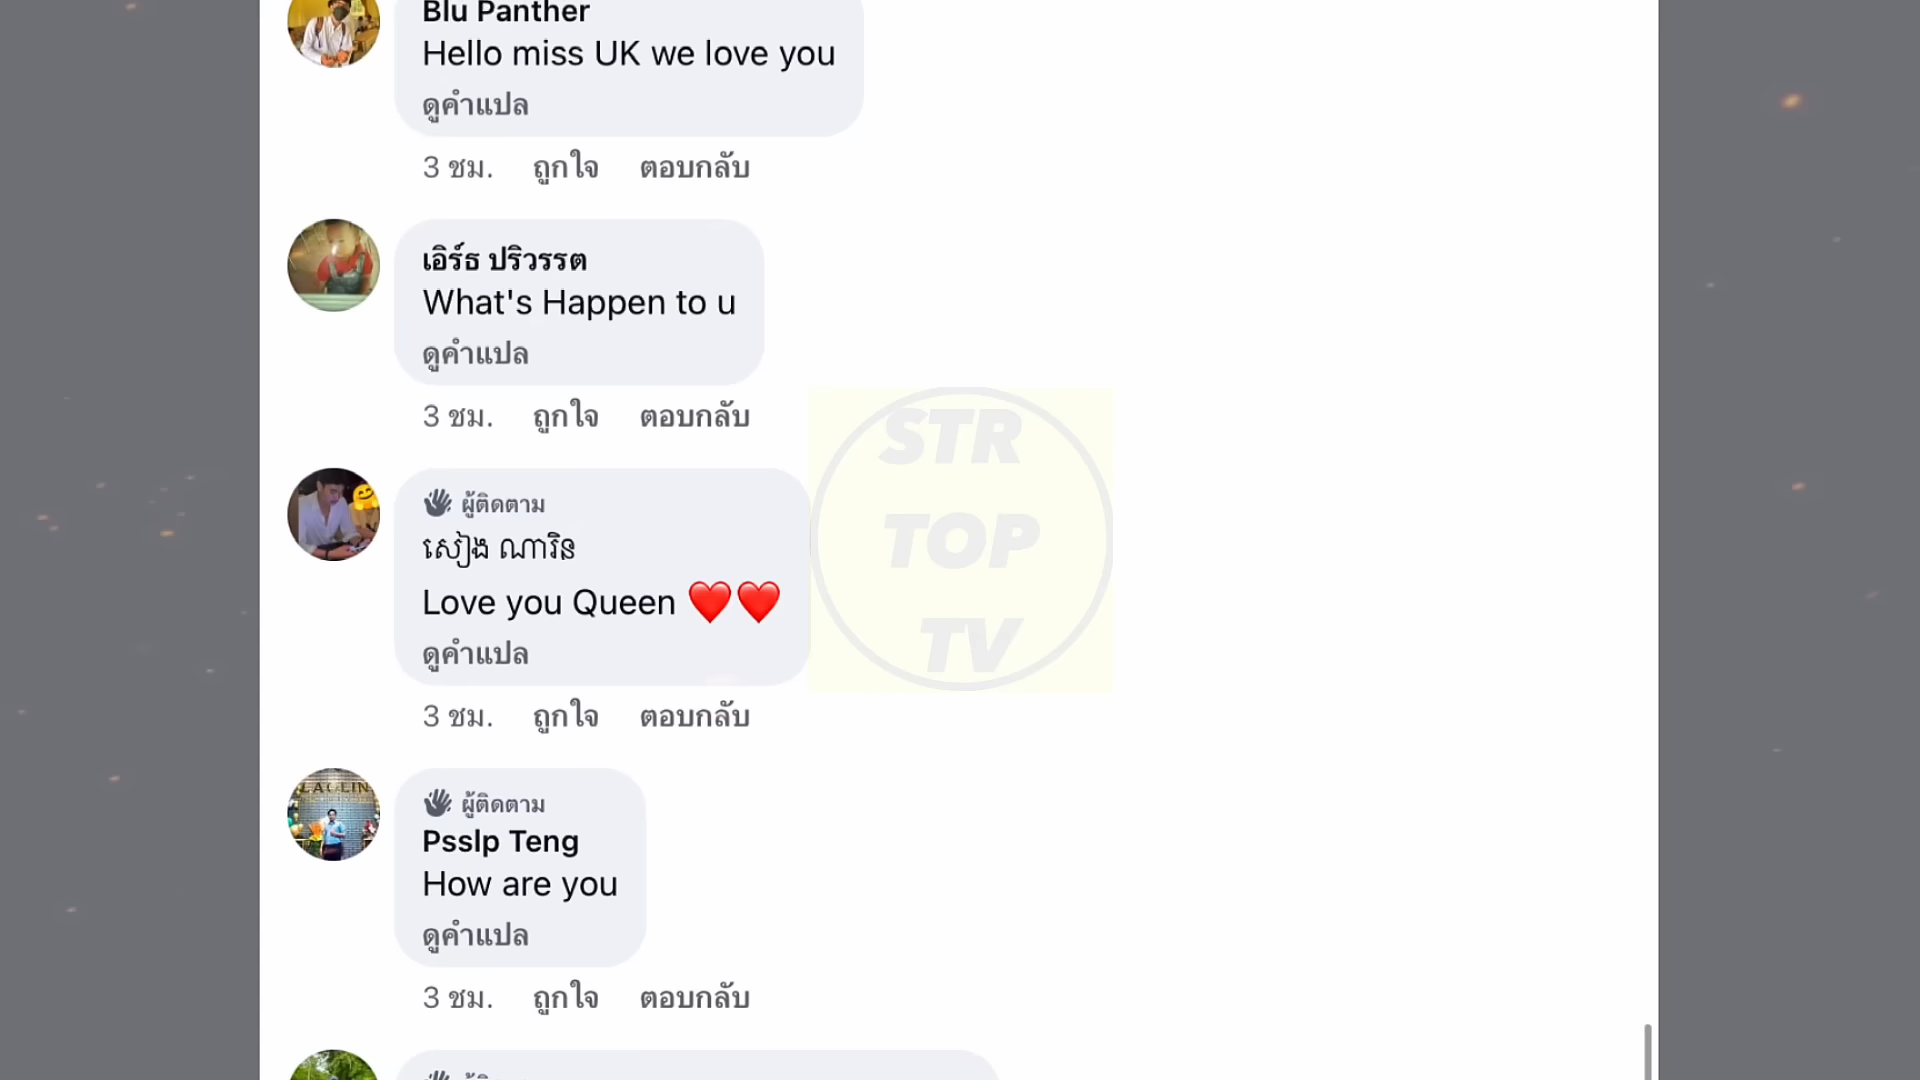 Blu Panther
Hello miss UK we love you
ดูคำแปล
3 ชม. ถูกใจ ตอบกลับ
เอิร์ธ ปริวรรต
What's Happen to u
ดูคำแปล
3 ชม. ถูกใจ ตอบกลับ
ผู้ติดตาม
សៀង ណារិន
Love you Queen ❤️❤️
ดูคำแปล
3 ชม. ถูกใจ ตอบกลับ
STR
TOP
TV
ผู้ติดตาม
Psslp Teng
How are you
ดูคำแปล
3 ชม. ถูกใจ ตอบกลับ